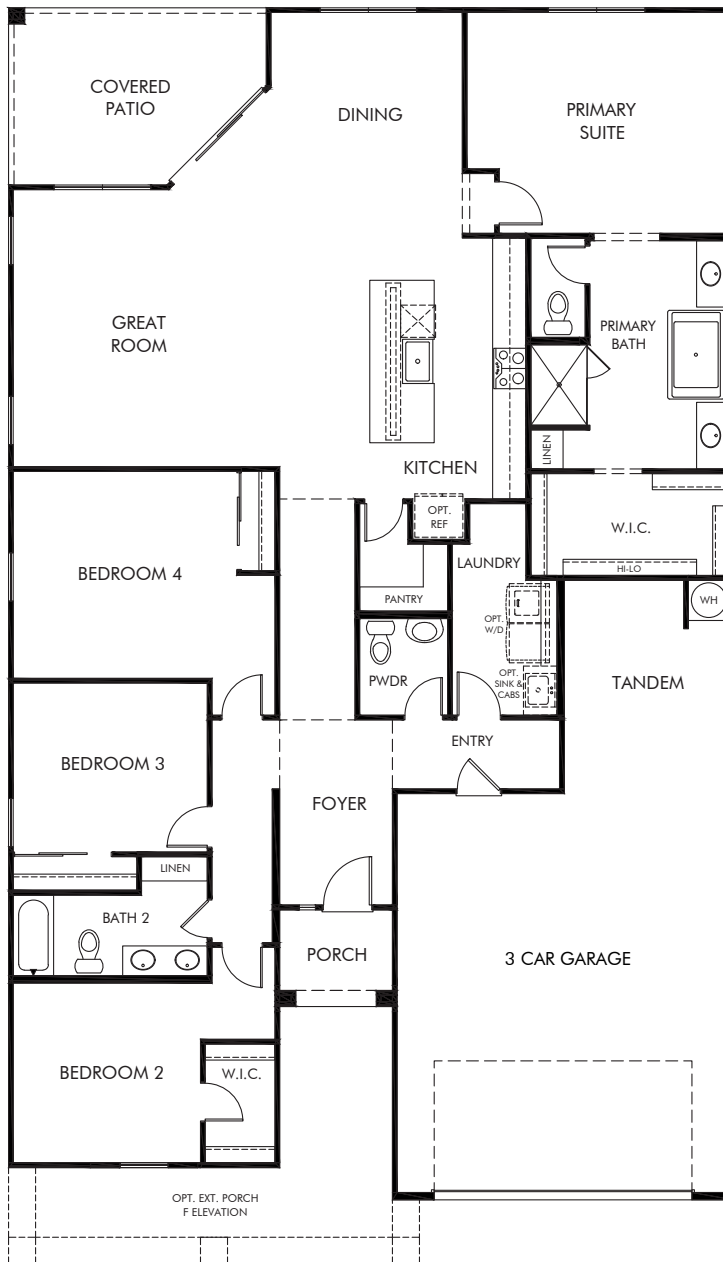 COVERED
PATIO
DINING
PRIMARY
SUITE
GREAT
ROOM
PRIMARY
BATH
LINEN
KITCHEN
OPT.
REF
W.I.C.
HI-LO
LAUNDRY
BEDROOM 4
PANTRY
OPT.
W/D
WH
PWDR
OPT.
SINK &
CABS
TANDEM
ENTRY
BEDROOM 3
FOYER
LINEN
BATH 2
PORCH
3 CAR GARAGE
BEDROOM 2
W.I.C.
OPT. EXT. PORCH
F ELEVATION